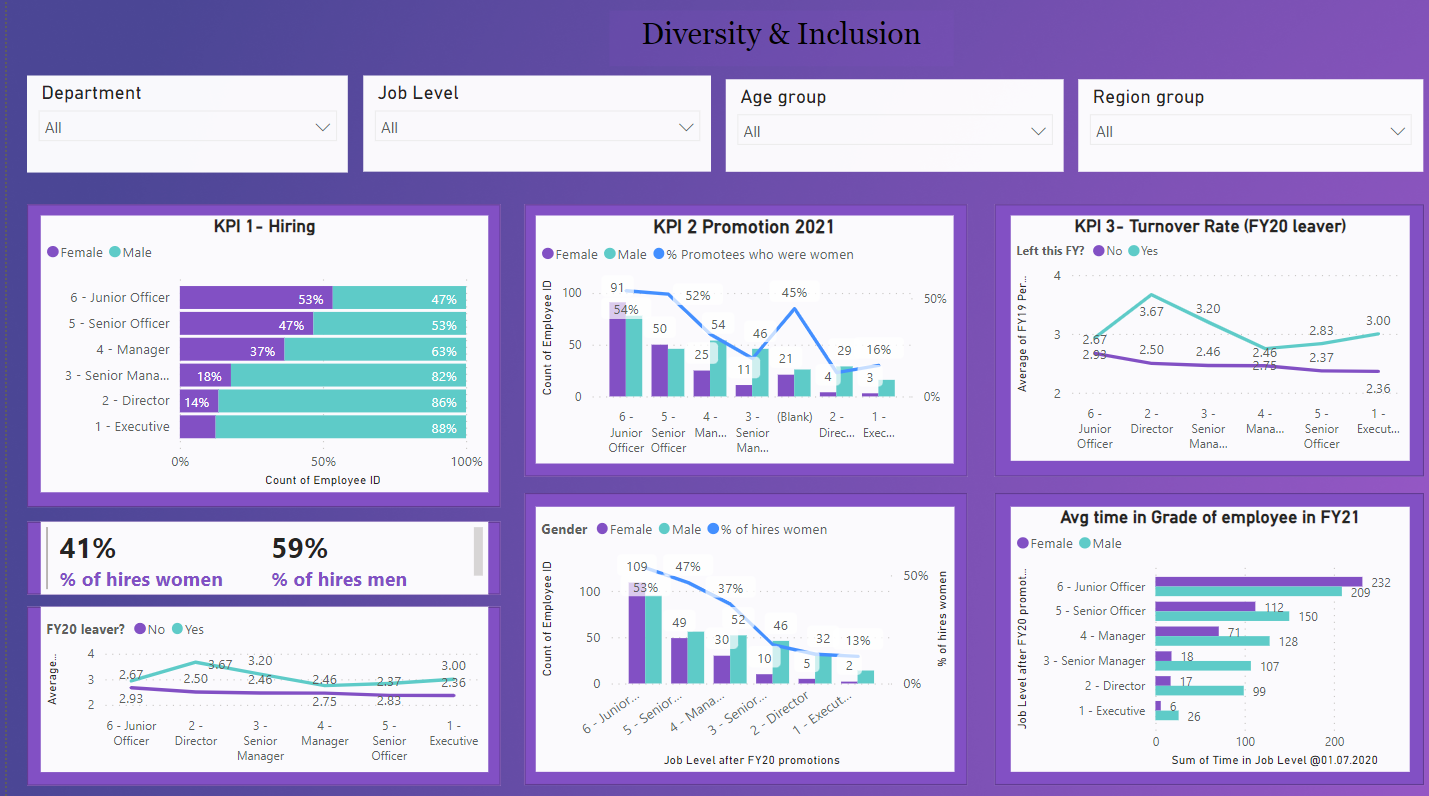 Diversity & Inclusion
Department
All
Job Level
All
Age group
All
Region group
All
KPI 1- Hiring
Female Male
6 - Junior Officer 53% 47%
5 - Senior Officer 47% 53%
4 - Manager 37% 63%
3 - Senior Mana... 18% 82%
2 - Director 14% 86%
1 - Executive 88%
0% 50% 100%
Count of Employee ID
41%
% of hires women
59%
% of hires men
FY20 leaver? No Yes
Average...
4
3
2
2.67 3.67 3.20 2.46 2.37 3.00
2.93 2.50 2.46 2.75 2.83 2.36
6 - Junior Officer
2 - Director
3 - Senior Manager
4 - Manager
5 - Senior Officer
1 - Executive
KPI 2 Promotion 2021
Female Male % Promotees who were women
Count of Employee ID
100
50
0
91 54% 50 52% 25 54 11 46 45% 21 4 29 16% 3
50%
0%
6 - Junior Officer
5 - Senior Officer
4 - Man...
3 - Senior Man...
(Blank)
2 - Direc...
1 - Exec...
Gender Female Male % of hires women
Count of Employee ID
100
50
0
109 53% 47% 49 37% 30 52 10 46 5 32 13% 2
50%
0%
% of hires women
6 - Junior...
5 - Senior...
4 - Mana...
3 - Senior...
2 - Director
1 - Execut...
Job Level after FY20 promotions
KPI 3- Turnover Rate (FY20 leaver)
Left this FY? No Yes
Average of FY19 Per...
4
3
2
2.67 3.67 3.20 2.46 2.83 3.00
2.93 2.50 2.46 2.75 2.37 2.36
6 - Junior Officer
2 - Director
3 - Senior Mana...
4 - Mana...
5 - Senior Officer
1 - Execut...
Avg time in Grade of employee in FY21
Female Male
Job Level after FY20 promot...
6 - Junior Officer 232 209
5 - Senior Officer 112 150
4 - Manager 71 128
3 - Senior Manager 18 107
2 - Director 17 99
1 - Executive 6 26
0 100 200
Sum of Time in Job Level @01.07.2020